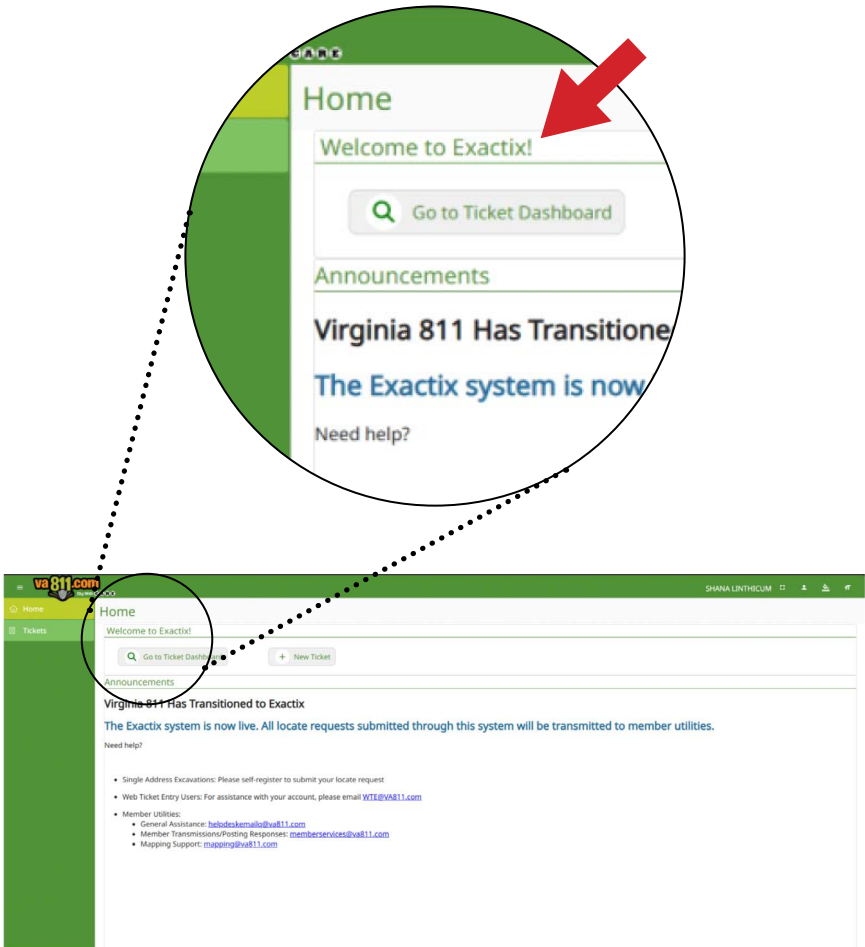 CARE
Home
Welcome to Exactix!
Go to Ticket Dashboard
Announcements
Virginia 811 Has Transitione
The Exactix system is now
Need help?
va811.com
SHANA LINTHICUM
CARE
Home
Home
Tickets
Welcome to Exactix!
Go to Ticket Dashboard
New Ticket
Announcements
Virginia 811 Has Transitioned to Exactix
The Exactix system is now live. All locate requests submitted through this system will be transmitted to member utilities.
Need help?
• Single Address Excavations: Please self-register to submit your locate request
• Web Ticket Entry Users: For assistance with your account, please email WTE@VA811.com
• Member Utilities:
• General Assistance: helpdeskemailq@va811.com
• Member Transmissions/Posting Responses: memberservices@va811.com
• Mapping Support: mapping@va811.com